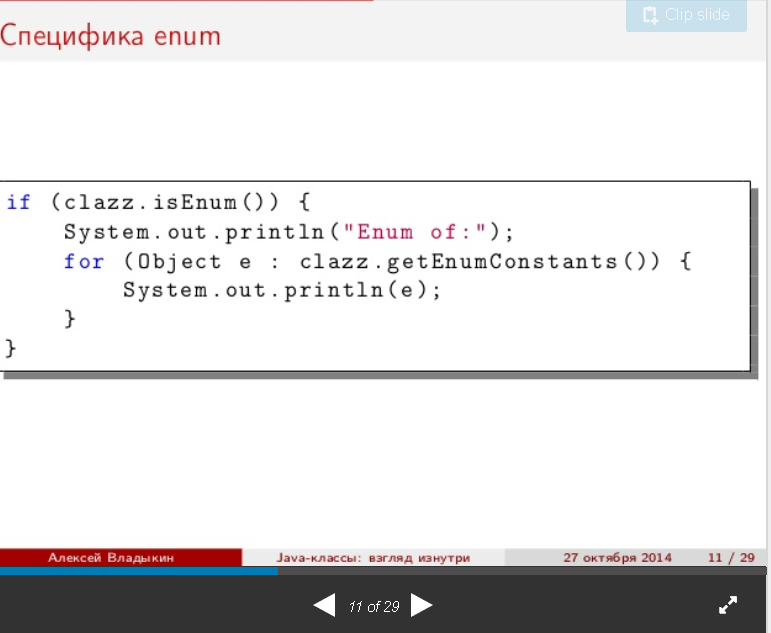 Clip slide
Специфика enum
if (clazz.isEnum()) {
    System.out.println("Enum of:");
    for (Object e : clazz.getEnumConstants()) {
        System.out.println(e);
    }
}
Алексей Владыкин Java-классы: взгляд изнутри 27 октября 2014 11 / 29
11 of 29